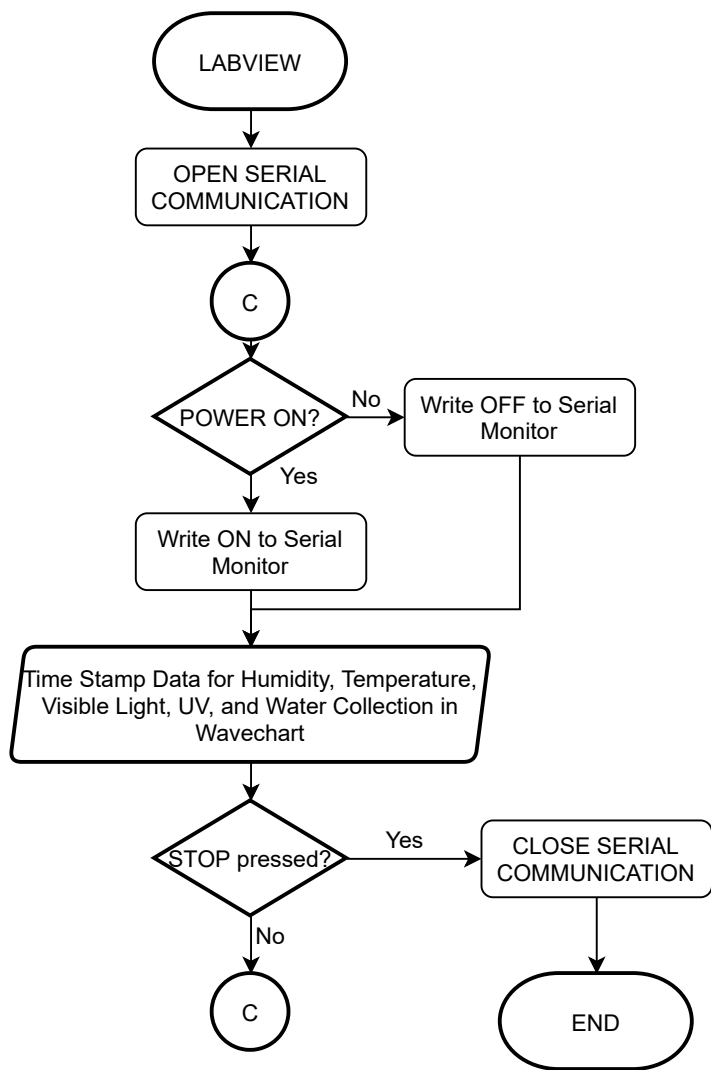 LABVIEW
OPEN SERIAL
COMMUNICATION
C
POWER ON?
No
Write OFF to Serial
Monitor
Yes
Write ON to Serial
Monitor
Time Stamp Data for Humidity, Temperature,
Visible Light, UV, and Water Collection in
Wavechart
STOP pressed?
Yes
CLOSE SERIAL
COMMUNICATION
No
C
END